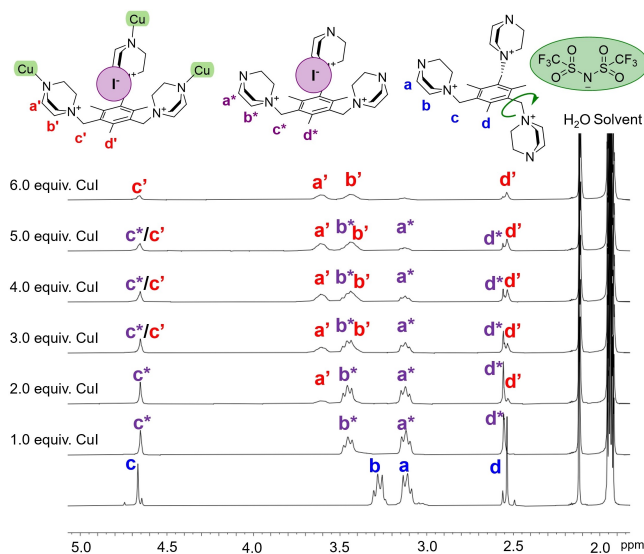 Cu
Cu
Cu
N
N
N
N⁺
N⁺
N⁺
I⁻
a'
b'
c'
d'
N
N
N
N⁺
N⁺
N⁺
I⁻
a*
b*
c*
d*
N
N
N
N⁺
N⁺
N⁺
a
b
c
d
F₃C
O
O
CF₃
S
S
O
N
O
−
H₂O Solvent
6.0 equiv. CuI
c'
a'
b'
d'
5.0 equiv. CuI
c*/c'
a'
b*
b'
a*
d*
d'
4.0 equiv. CuI
c*/c'
a'
b*
b'
a*
d*
d'
3.0 equiv. CuI
c*/c'
a'
b*
b'
a*
d*
d'
2.0 equiv. CuI
c*
a'
b*
a*
d*
d'
1.0 equiv. CuI
c*
b*
a*
d*
c
b
a
d
5.0 4.5 4.0 3.5 3.0 2.5 2.0 ppm